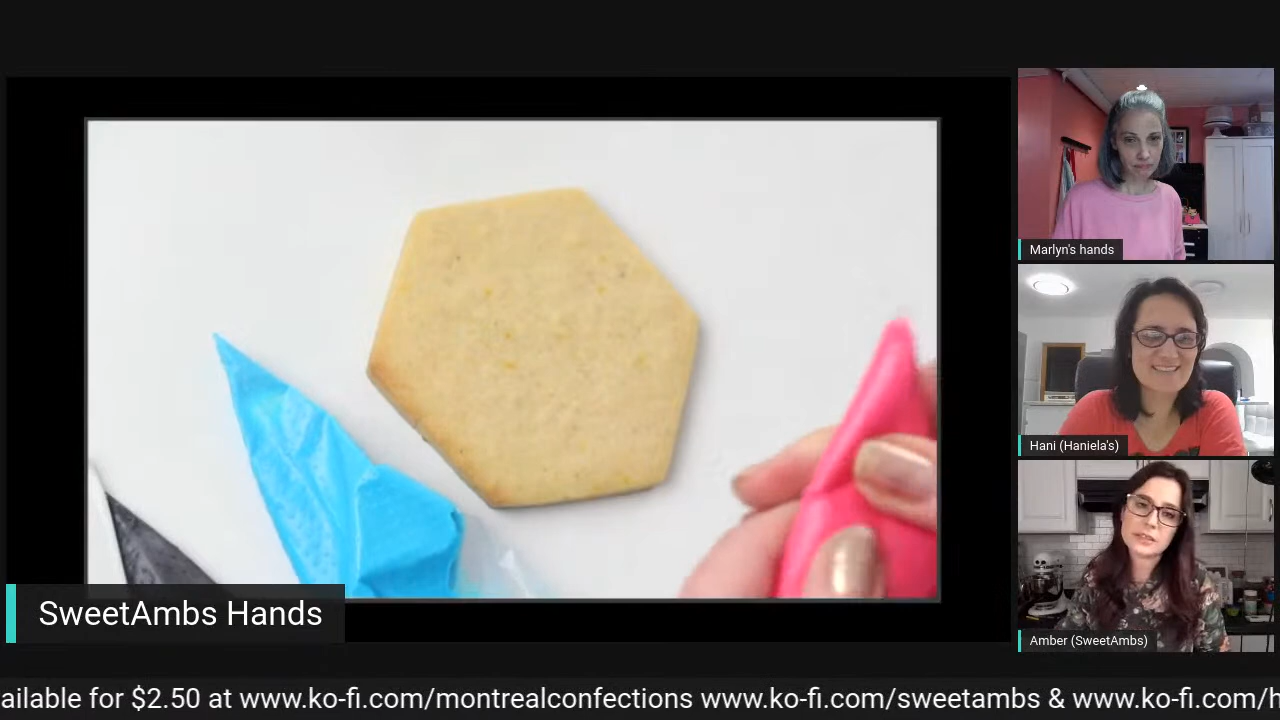 Marlyn's hands
Hani (Haniela's)
SweetAmbs Hands
Amber (SweetAmbs)
ailable for $2.50 at www.ko-fi.com/montrealconfections www.ko-fi.com/sweetambs & www.ko-fi.com/h